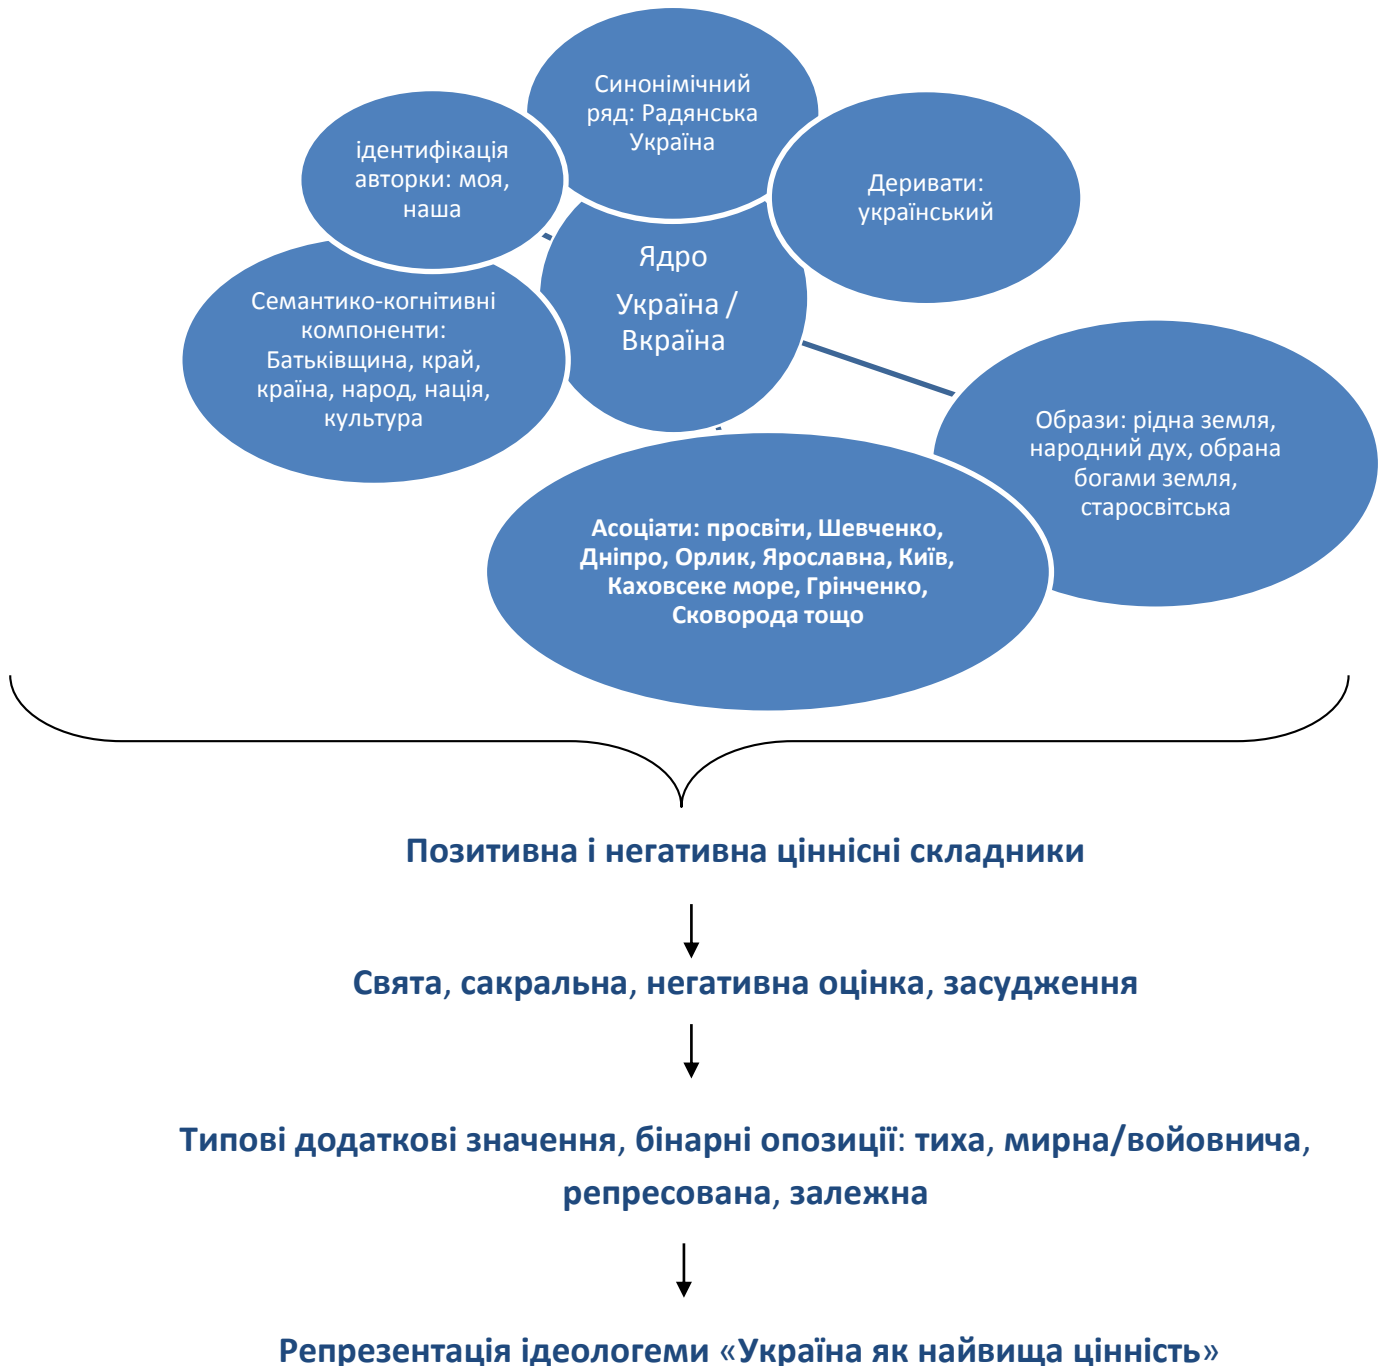 Синонімічний
ряд: Радянська
Україна
ідентифікація
авторки: моя,
наша
Деривати:
український
Ядро
Україна /
Вкраїна
Семантико-когнітивні
компоненти:
Батьківщина, край,
країна, народ, нація,
культура
Образи: рідна земля,
народний дух, обрана
богами земля,
старосвітська
Асоціати: просвіти, Шевченко,
Дніпро, Орлик, Ярославна, Київ,
Каховсеке море, Грінченко,
Сковорода тощо
Позитивна і негативна ціннісні складники
Свята, сакральна, негативна оцінка, засудження
Типові додаткові значення, бінарні опозиції: тиха, мирна/войовнича,
репресована, залежна
Репрезентація ідеологеми «Україна як найвища цінність»